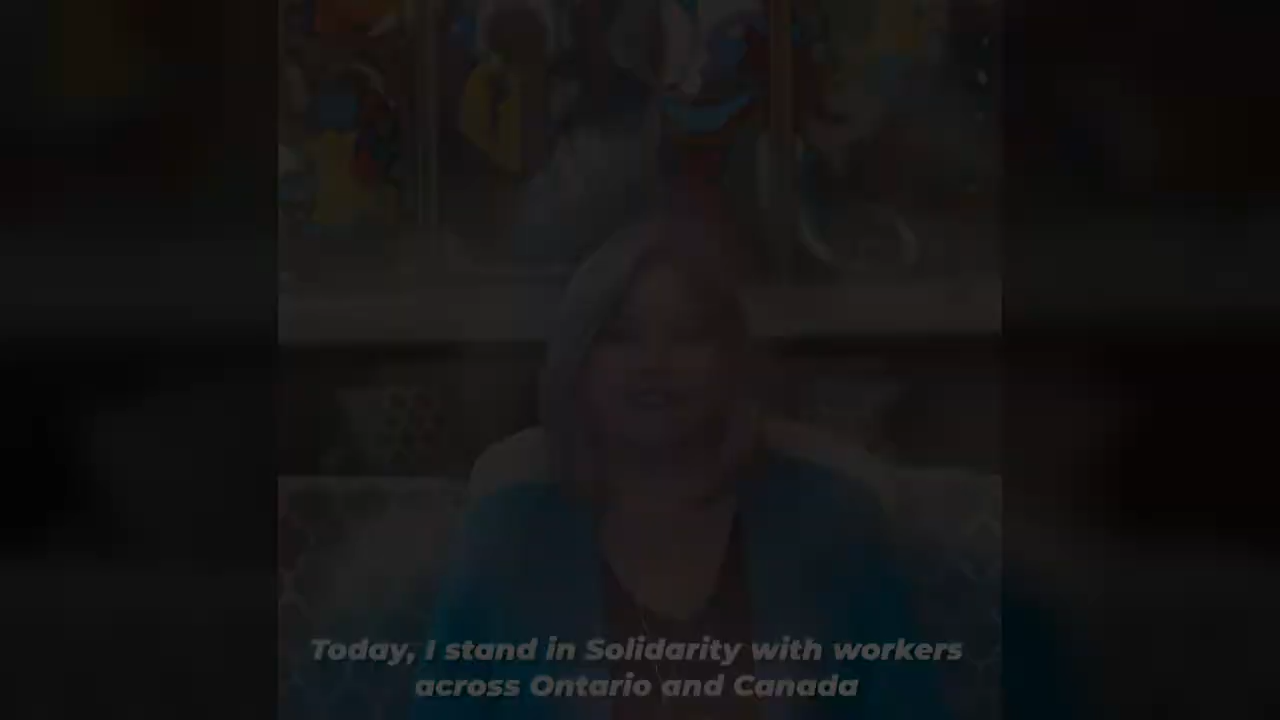 Today, I stand in Solidarity with workers
across Ontario and Canada